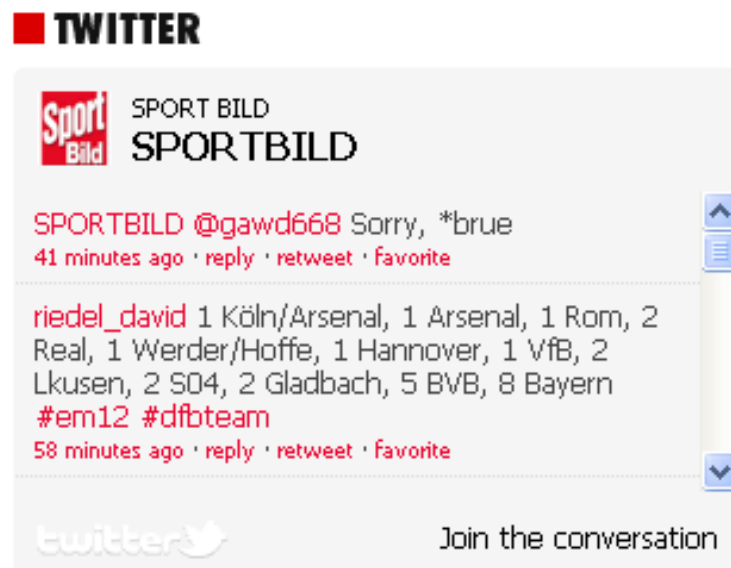 TWITTER
Sport
Bild
SPORT BILD
SPORTBILD
SPORTBILD @gawd668 Sorry, *brue
41 minutes ago · reply · retweet · favorite
riedel_david 1 Köln/Arsenal, 1 Arsenal, 1 Rom, 2
Real, 1 Werder/Hoffe, 1 Hannover, 1 VfB, 2
Lkusen, 2 S04, 2 Gladbach, 5 BVB, 8 Bayern
#em12 #dfbteam
58 minutes ago · reply · retweet · favorite
twitter
Join the conversation